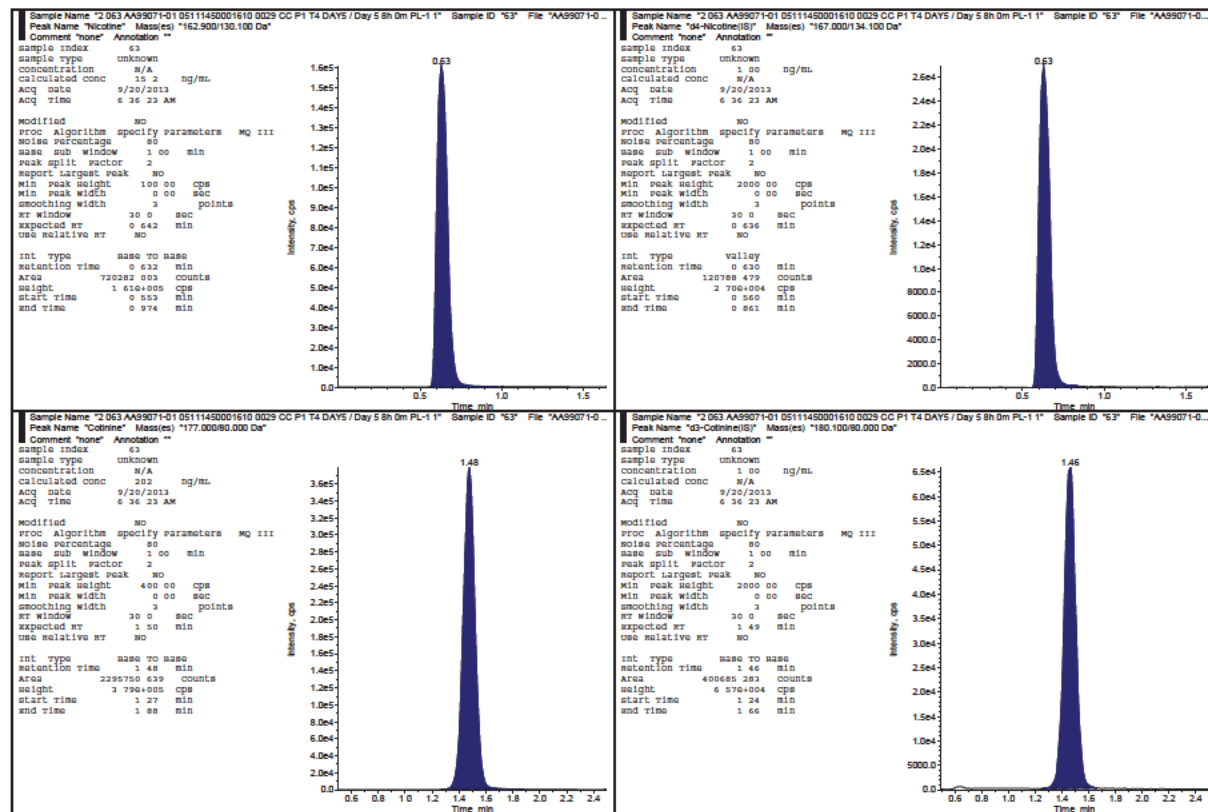 Sample Name "2 063 AA99071-01 05111450001610 0029 CC P1 T4 DAY5 / Day 5 8h 0m PL-1 1" Sample ID "63" File "AA99071-0 ...
Peak Name "Nicotine" Mass(es) "162.900/130.100 Da"
Comment "none" Annotation ""
Sample Index 63
Sample Type Unknown
Concentration N/A
Calculated Conc 15 2 ng/mL
Acq Date 9/20/2013
Acq Time 6 36 23 AM
Modified NO
Proc Algorithm Specify Parameters MQ III
Noise Percentage 80
Base Sub Window 1 00 min
Peak Split Factor 2
Report Largest Peak NO
Min Peak Height 100 00 cps
Min Peak Width 0 00 sec
Smoothing Width 3 points
RT Window 30 0 sec
Expected RT 0 642 min
Use Relative RT NO
Int Type Base To Base
Retention Time 0 632 min
Area 720282 003 counts
Height 1 61e+005 cps
Start Time 0 553 min
End Time 0 974 min
0.63
1.6e5
1.5e5
1.4e5
1.3e5
1.2e5
1.1e5
1.0e5
9.0e4
8.0e4
7.0e4
6.0e4
5.0e4
4.0e4
3.0e4
2.0e4
1.0e4
0.0
Intensity, cps
0.5 1.0 1.5
Time, min
Sample Name "2 063 AA99071-01 05111450001610 0029 CC P1 T4 DAY5 / Day 5 8h 0m PL-1 1" Sample ID "63" File "AA99071-0...
Peak Name "d4-Nicotine(IS)" Mass(es) "167.000/134.100 Da"
Comment "none" Annotation ""
Sample Index 63
Sample Type Unknown
Concentration 1 00 ng/mL
Calculated Conc N/A
Acq Date 9/20/2013
Acq Time 6 36 23 AM
Modified NO
Proc Algorithm Specify Parameters MQ III
Noise Percentage 80
Base Sub Window 1 00 min
Peak Split Factor 2
Report Largest Peak NO
Min Peak Height 2000 00 cps
Min Peak Width 0 00 sec
Smoothing Width 3 points
RT Window 30 0 sec
Expected RT 0 636 min
Use Relative RT NO
Int Type Valley
Retention Time 0 630 min
Area 120788 479 counts
Height 2 70e+004 cps
Start Time 0 560 min
End Time 0 861 min
0.63
2.6e4
2.4e4
2.2e4
2.0e4
1.8e4
1.6e4
1.4e4
1.2e4
1.0e4
8000.0
6000.0
4000.0
2000.0
0.0
Intensity, cps
0.5 1.0 1.5
Time, min
Sample Name "2 063 AA99071-01 05111450001610 0029 CC P1 T4 DAY5 / Day 5 8h 0m PL-1 1" Sample ID "63" File "AA99071-0 ...
Peak Name "Cotinine" Mass(es) "177.000/80.000 Da"
Comment "none" Annotation ""
Sample Index 63
Sample Type Unknown
Concentration N/A
Calculated Conc 202 ng/mL
Acq Date 9/20/2013
Acq Time 6 36 23 AM
Modified NO
Proc Algorithm Specify Parameters MQ III
Noise Percentage 80
Base Sub Window 1 00 min
Peak Split Factor 2
Report Largest Peak NO
Min Peak Height 400 00 cps
Min Peak Width 0 00 sec
Smoothing Width 3 points
RT Window 30 0 sec
Expected RT 1 50 min
Use Relative RT NO
Int Type Base To Base
Retention Time 1 48 min
Area 2295750 639 counts
Height 3 79e+005 cps
Start Time 1 27 min
End Time 1 88 min
1.48
3.6e5
3.4e5
3.2e5
3.0e5
2.8e5
2.6e5
2.4e5
2.2e5
2.0e5
1.8e5
1.6e5
1.4e5
1.2e5
1.0e5
8.0e4
6.0e4
4.0e4
2.0e4
0.0
Intensity, cps
0.6 0.8 1.0 1.2 1.4 1.6 1.8 2.0 2.2 2.4
Time, min
Sample Name "2 063 AA99071-01 05111450001610 0029 CC P1 T4 DAY5 / Day 5 8h 0m PL-1 1" Sample ID "63" File "AA99071-0...
Peak Name "d3-Cotinine(IS)" Mass(es) "180.100/80.000 Da"
Comment "none" Annotation ""
Sample Index 63
Sample Type Unknown
Concentration 1 00 ng/mL
Calculated Conc N/A
Acq Date 9/20/2013
Acq Time 6 36 23 AM
Modified NO
Proc Algorithm Specify Parameters MQ III
Noise Percentage 80
Base Sub Window 1 00 min
Peak Split Factor 2
Report Largest Peak NO
Min Peak Height 2000 00 cps
Min Peak Width 0 00 sec
Smoothing Width 3 points
RT Window 30 0 sec
Expected RT 1 49 min
Use Relative RT NO
Int Type Base To Base
Retention Time 1 46 min
Area 400685 283 counts
Height 6 57e+004 cps
Start Time 1 24 min
End Time 1 66 min
1.46
6.5e4
6.0e4
5.5e4
5.0e4
4.5e4
4.0e4
3.5e4
3.0e4
2.5e4
2.0e4
1.5e4
1.0e4
5000.0
0.0
Intensity, cps
0.6 0.8 1.0 1.2 1.4 1.6 1.8 2.0 2.2 2.4
Time, min